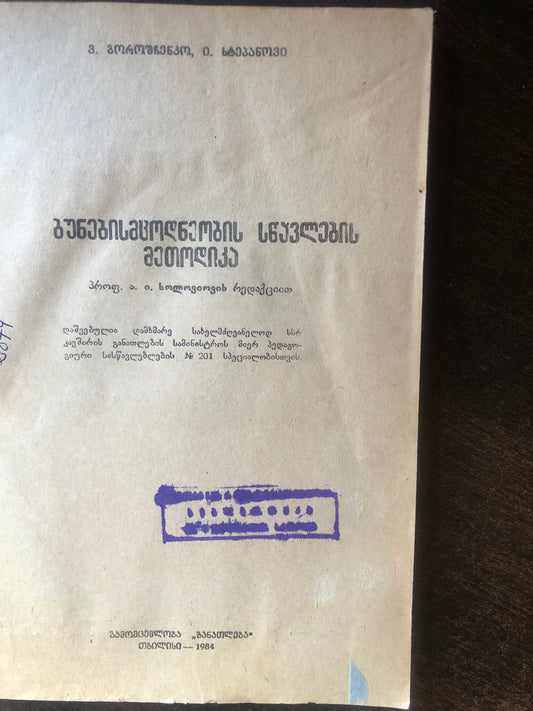 ვ. გოროშჩენკო, ი. სტეპანოვი
ბუნებისმცოდნეობის სწავლების
მეთოდიკა
პროფ. ა. ი. სოლოვიოვის რედაქციით
დაშვებულია დამხმარე სახელმძღვანელოდ სსრ
კავშირის განათლების სამინისტროს მიერ პედაგო-
გიური სასწავლებლების № 201 სპეციალობისთვის.
გამომცემლობა „განათლება“
თბილისი — 1984